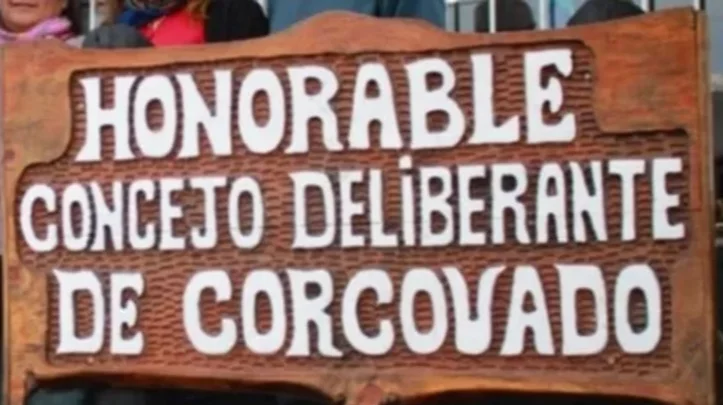 HONORABLE
CONCEJO DELiBERANTE
DE CORCOVADO